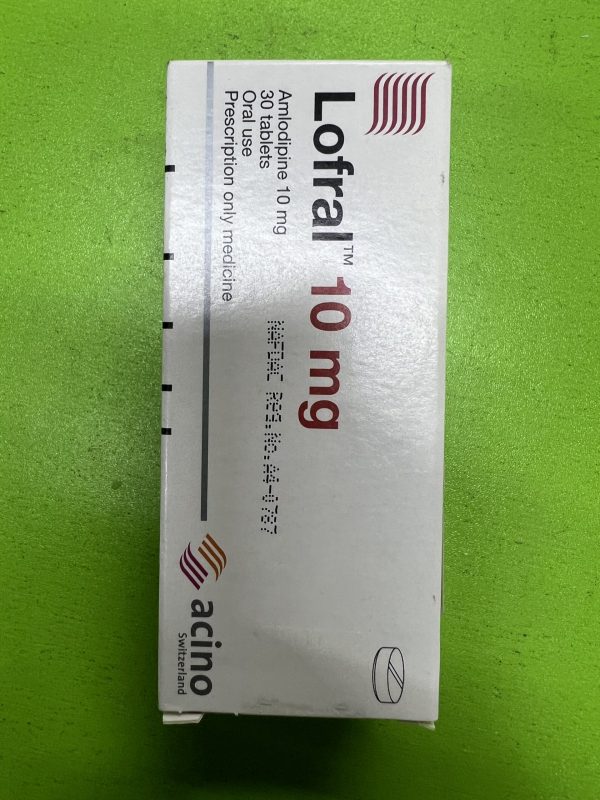 Lofral™ 10 mg
Amlodipine 10 mg
30 tablets
Oral use
Prescription only medicine
NAFDAC Reg.No.A4-0787
acino
Switzerland